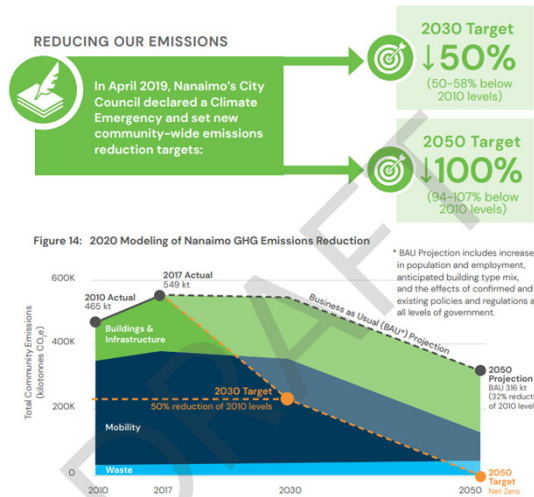 REDUCING OUR EMISSIONS
In April 2019, Nanaimo's City
Council declared a Climate
Emergency and set new
community-wide emissions
reduction targets:
2030 Target
↓50%
(50-58% below
2010 levels)
2050 Target
↓100%
(94-107% below
2010 levels)
Figure 14: 2020 Modeling of Nanaimo GHG Emissions Reduction
* BAU Projection includes increase
in population and employment,
anticipated building type mix,
and the effects of confirmed and
existing policies and regulations a
all levels of government.
Total Community Emissions
(kilotonnes CO₂e)
600K
400K
200K
0
2010 Actual
465 kt
2017 Actual
549 kt
Business as Usual (BAU*) Projection
Buildings &
Infrastructure
2030 Target
50% reduction of 2010 levels
Mobility
Waste
2050
Projection
BAU 316 kt
(32% reductio
of 2010 level
2050
Target
Net Zero
2010
2017
2030
2050
DRAFT